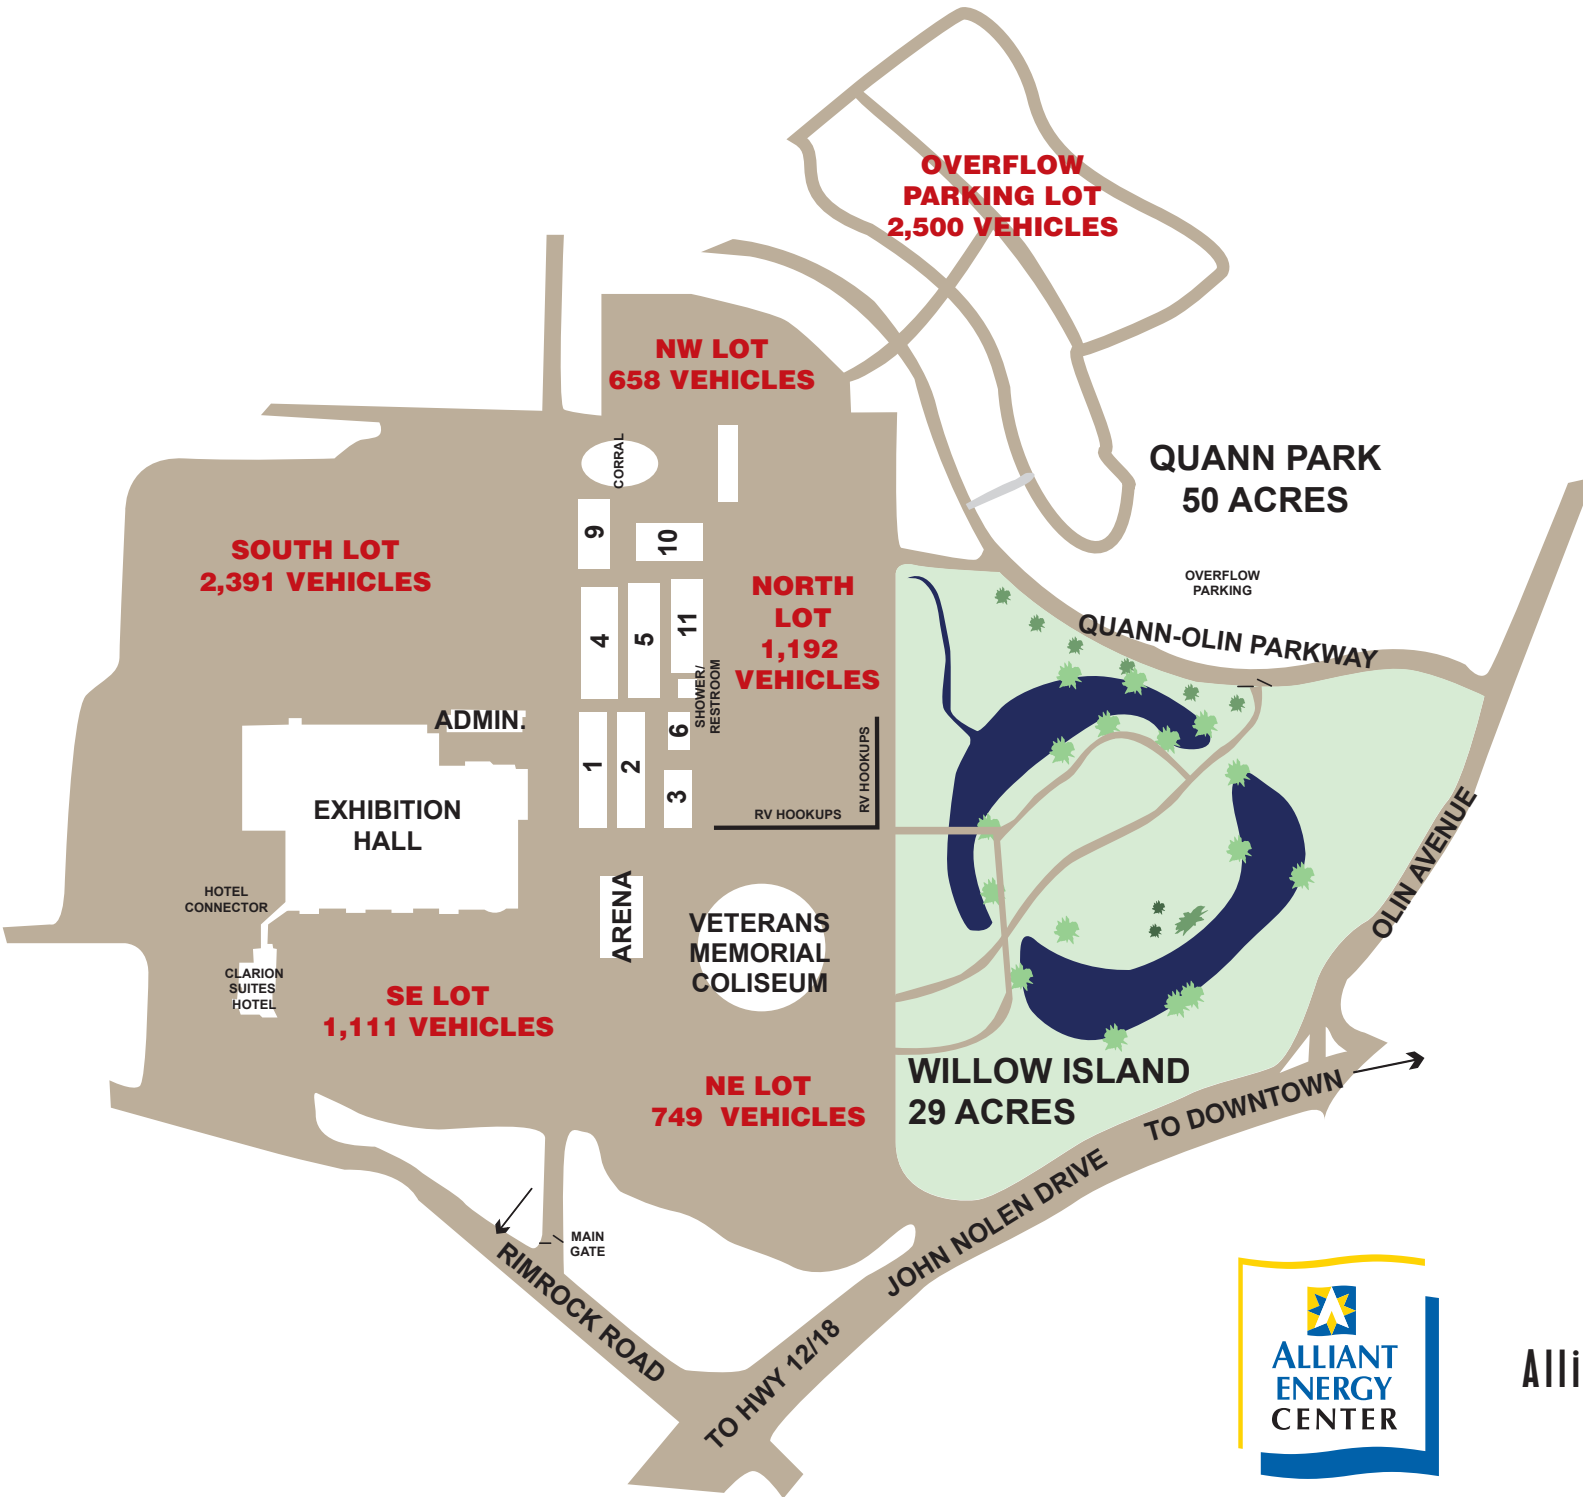 OVERFLOW
PARKING LOT
2,500 VEHICLES
NW LOT
658 VEHICLES
CORRAL
QUANN PARK
50 ACRES
SOUTH LOT
2,391 VEHICLES
9
10
NORTH
LOT
1,192
VEHICLES
OVERFLOW
PARKING
4
5
11
QUANN-OLIN PARKWAY
SHOWER/
RESTROOM
ADMIN.
1
2
6
3
RV HOOKUPS
RV HOOKUPS
EXHIBITION
HALL
OLIN AVENUE
HOTEL
CONNECTOR
ARENA
VETERANS
MEMORIAL
COLISEUM
CLARION
SUITES
HOTEL
SE LOT
1,111 VEHICLES
NE LOT
749 VEHICLES
WILLOW ISLAND
29 ACRES
TO DOWNTOWN
JOHN NOLEN DRIVE
MAIN
GATE
RIMROCK ROAD
TO HWY 12/18
ALLIANT
ENERGY
CENTER
Alli